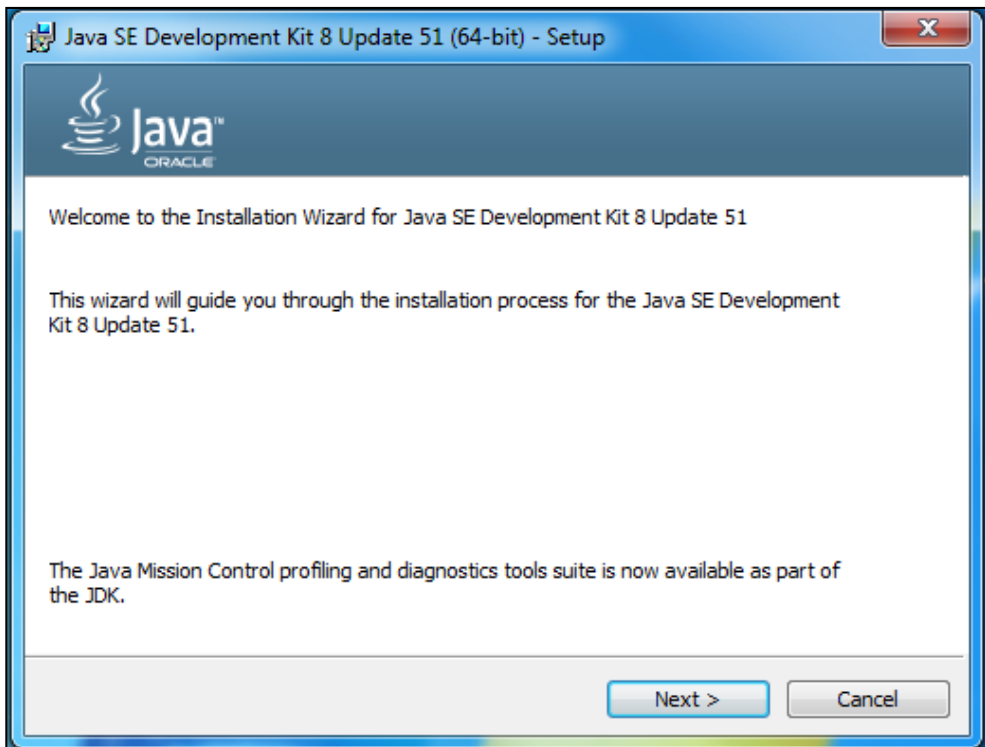 Java SE Development Kit 8 Update 51 (64-bit) - Setup
Java™
ORACLE
Welcome to the Installation Wizard for Java SE Development Kit 8 Update 51
This wizard will guide you through the installation process for the Java SE Development
Kit 8 Update 51.
The Java Mission Control profiling and diagnostics tools suite is now available as part of
the JDK.
Next >
Cancel